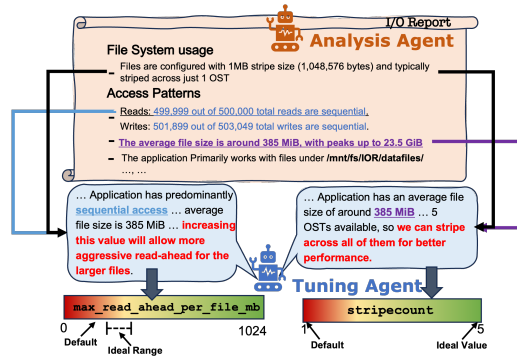 I/O Report
Analysis Agent
File System usage
– Files are configured with 1MB stripe size (1,048,576 bytes) and typically
striped across just 1 OST
Access Patterns
– Reads: 499,999 out of 500,000 total reads are sequential.
Writes: 501,899 out of 503,049 total writes are sequential.
– The average file size is around 385 MiB, with peaks up to 23.5 GiB
– The application Primarily works with files under /mnt/fs/IOR/datafiles/
…, …
… Application has predominantly
sequential access … average
file size is 385 MiB … increasing
this value will allow more
aggressive read-ahead for the
larger files.
… Application has an average file
size of around 385 MiB … 5
OSTs available, so we can stripe
across all of them for better
performance.
Tuning Agent
max_read_ahead_per_file_mb
0
1024
Default
Ideal Range
stripecount
1
5
Default
Ideal Value